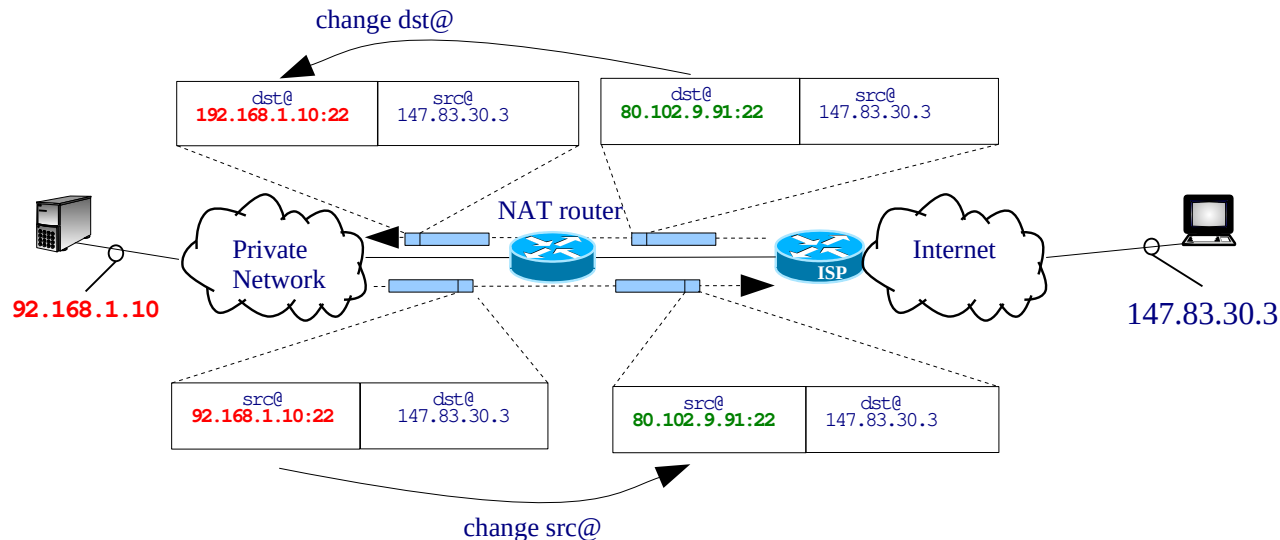 change dst@
dst@
192.168.1.10:22
src@
147.83.30.3
dst@
80.102.9.91:22
src@
147.83.30.3
NAT router
Private
Network
ISP
Internet
92.168.1.10
147.83.30.3
src@
92.168.1.10:22
dst@
147.83.30.3
src@
80.102.9.91:22
dst@
147.83.30.3
change src@